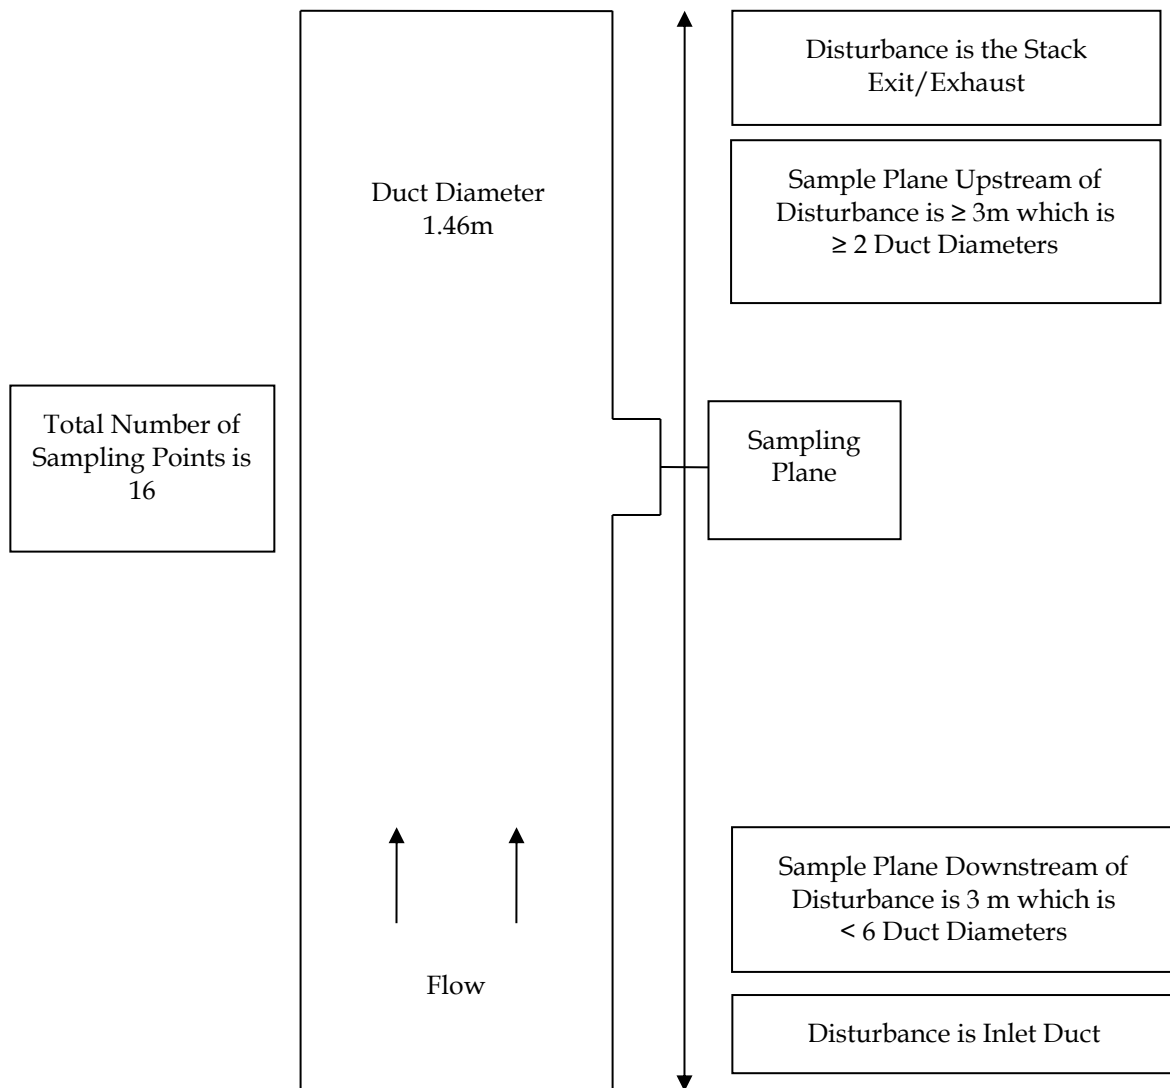 Disturbance is the Stack
Exit/Exhaust
Duct Diameter
1.46m
Sample Plane Upstream of
Disturbance is ≥ 3m which is
≥ 2 Duct Diameters
Total Number of
Sampling Points is
16
Sampling
Plane
Sample Plane Downstream of
Disturbance is 3 m which is
< 6 Duct Diameters
Flow
Disturbance is Inlet Duct